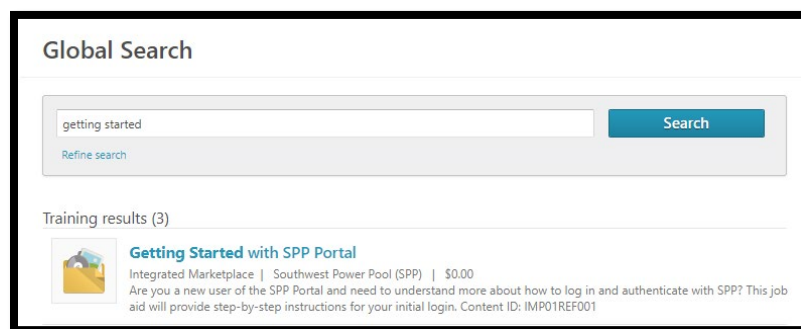 Global Search
getting started
Search
Refine search
Training results (3)
Getting Started with SPP Portal
Integrated Marketplace | Southwest Power Pool (SPP) | $0.00
Are you a new user of the SPP Portal and need to understand more about how to log in and authenticate with SPP? This job
aid will provide step-by-step instructions for your initial login. Content ID: IMP01REF001